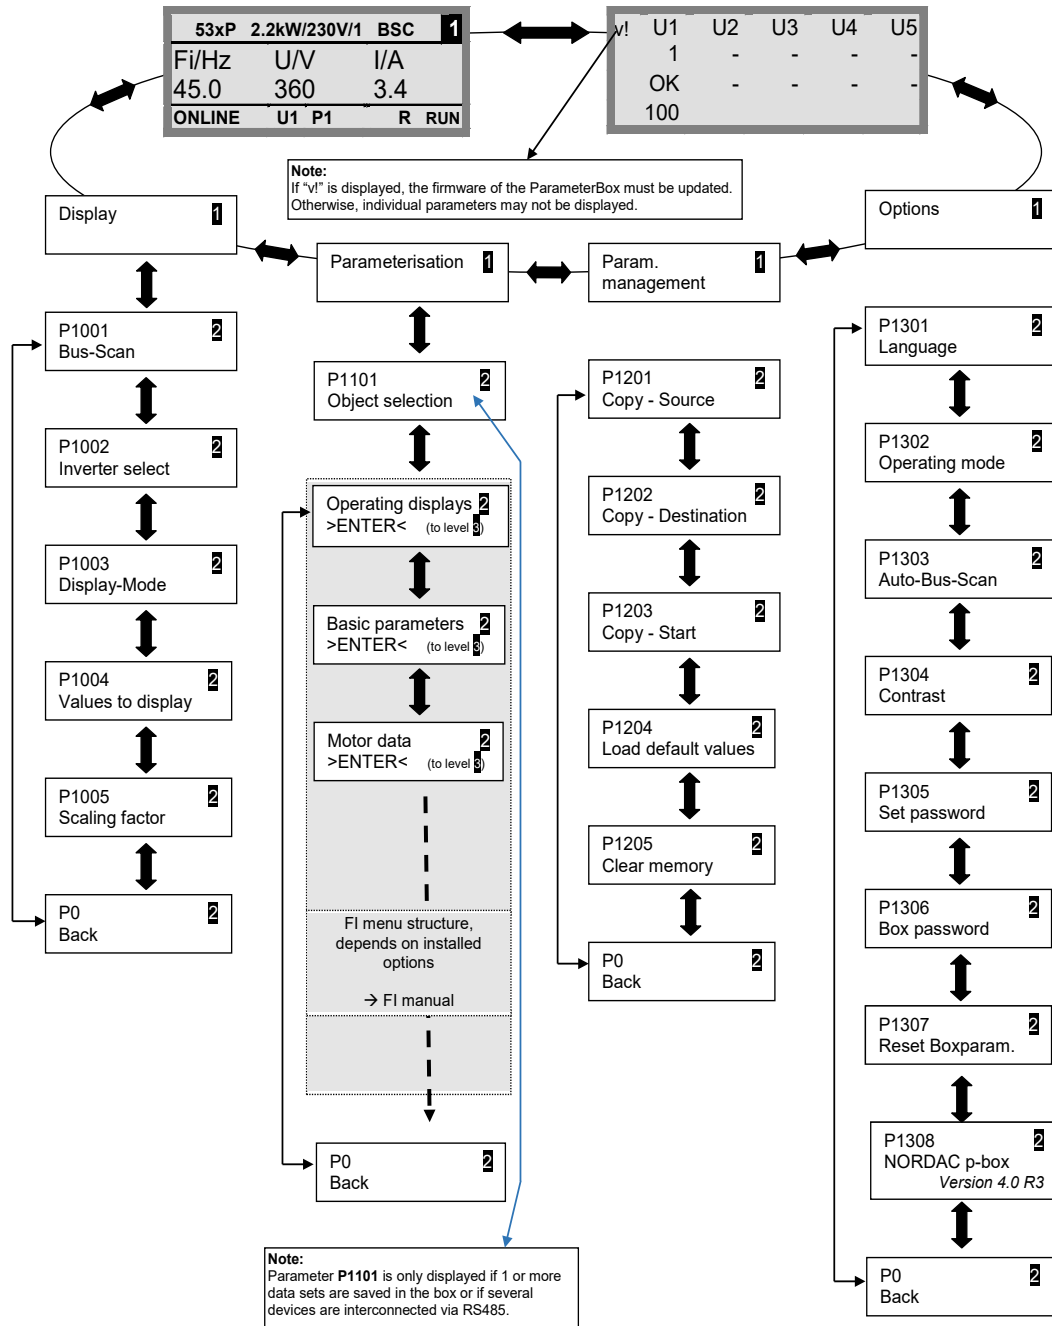 53xP 2.2kW/230V/1 BSC 1
Fi/Hz U/V I/A
45.0 360 3.4
ONLINE U1 P1 R RUN
v! U1 U2 U3 U4 U5
1 - - - -
OK - - - -
100
Note:
If “v!” is displayed, the firmware of the ParameterBox must be updated.
Otherwise, individual parameters may not be displayed.
Display 1
Parameterisation 1
Param. 1
management
Options 1
P1001 2
Bus-Scan
P1002 2
Inverter select
P1003 2
Display-Mode
P1004 2
Values to display
P1005 2
Scaling factor
P0 2
Back
P1101 2
Object selection
Operating displays 2
>ENTER< (to level 3)
Basic parameters 2
>ENTER< (to level 3)
Motor data 2
>ENTER< (to level 3)
FI menu structure,
depends on installed
options
→ FI manual
P0 2
Back
Note:
Parameter P1101 is only displayed if 1 or more
data sets are saved in the box or if several
devices are interconnected via RS485.
P1201 2
Copy - Source
P1202 2
Copy - Destination
P1203 2
Copy - Start
P1204 2
Load default values
P1205 2
Clear memory
P0 2
Back
P1301 2
Language
P1302 2
Operating mode
P1303 2
Auto-Bus-Scan
P1304 2
Contrast
P1305 2
Set password
P1306 2
Box password
P1307 2
Reset Boxparam.
P1308 2
NORDAC p-box
Version 4.0 R3
P0 2
Back